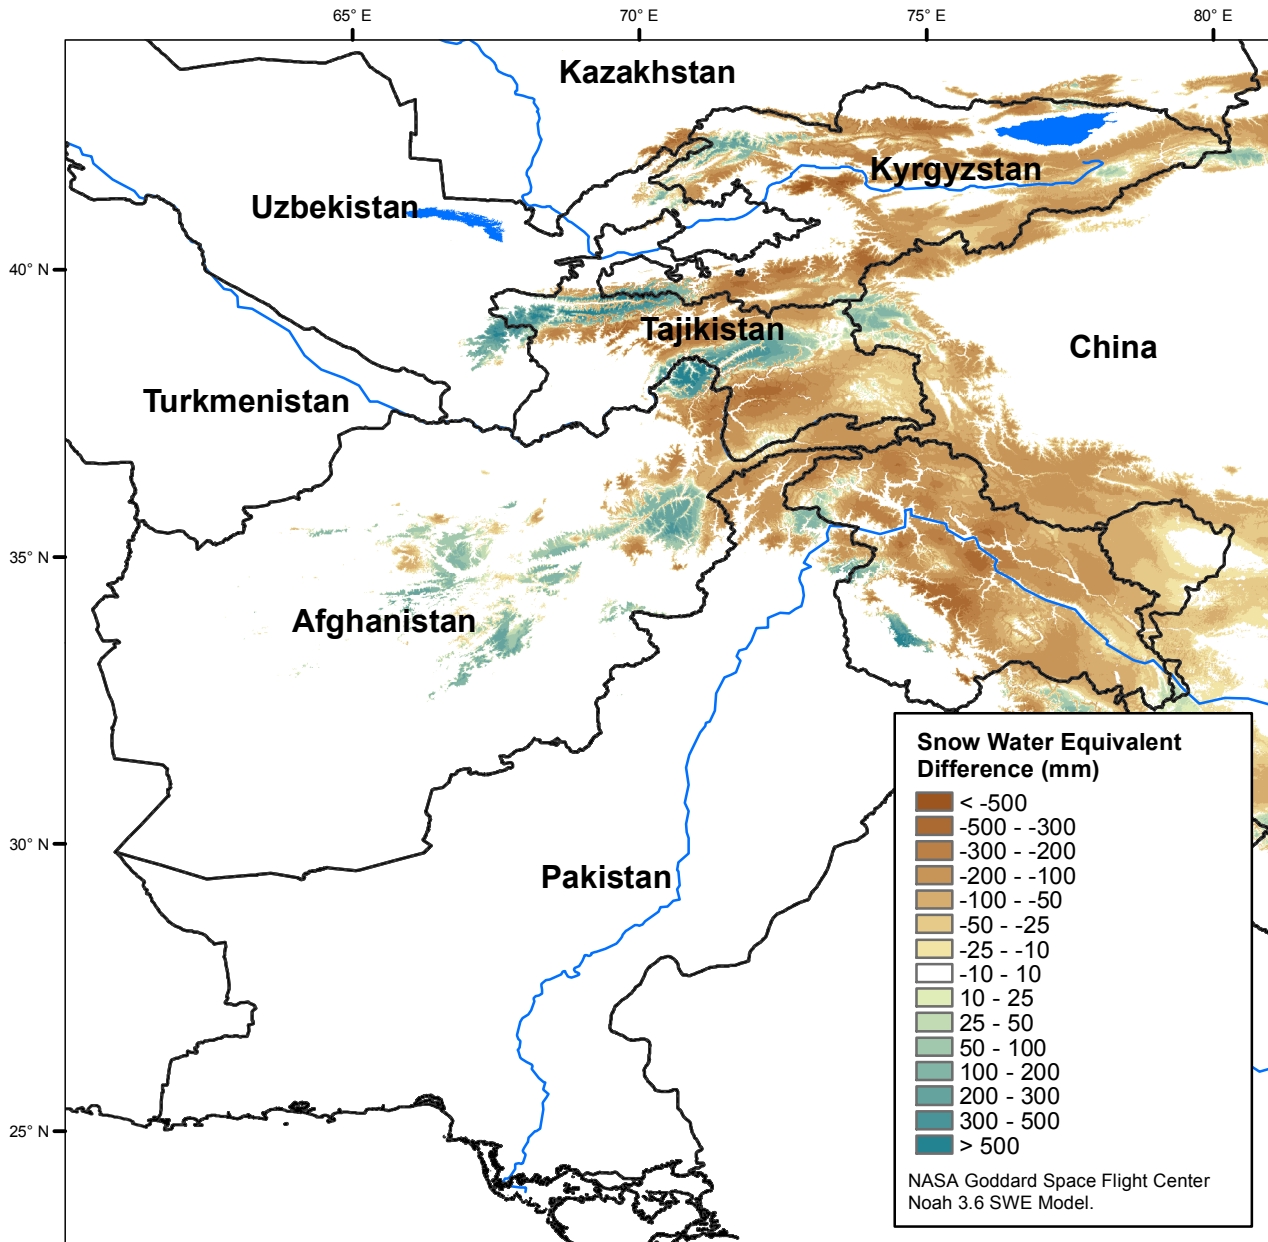 65° E
70° E
75° E
80° E
Kazakhstan
Kyrgyzstan
Uzbekistan
40° N
Tajikistan
China
Turkmenistan
35° N
Afghanistan
Snow Water Equivalent
Difference (mm)
< -500
-500 - -300
-300 - -200
-200 - -100
-100 - -50
-50 - -25
-25 - -10
-10 - 10
10 - 25
25 - 50
50 - 100
100 - 200
200 - 300
300 - 500
> 500
NASA Goddard Space Flight Center
Noah 3.6 SWE Model.
30° N
Pakistan
25° N